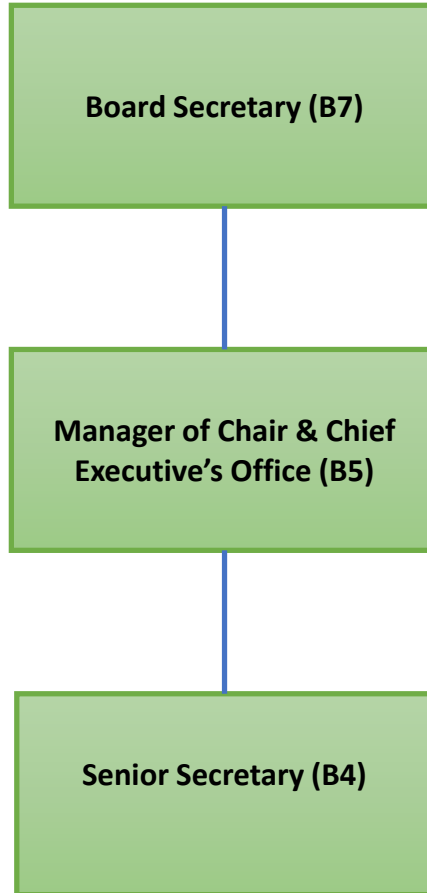 Board Secretary (B7)
Manager of Chair & Chief
Executive’s Office (B5)
Senior Secretary (B4)